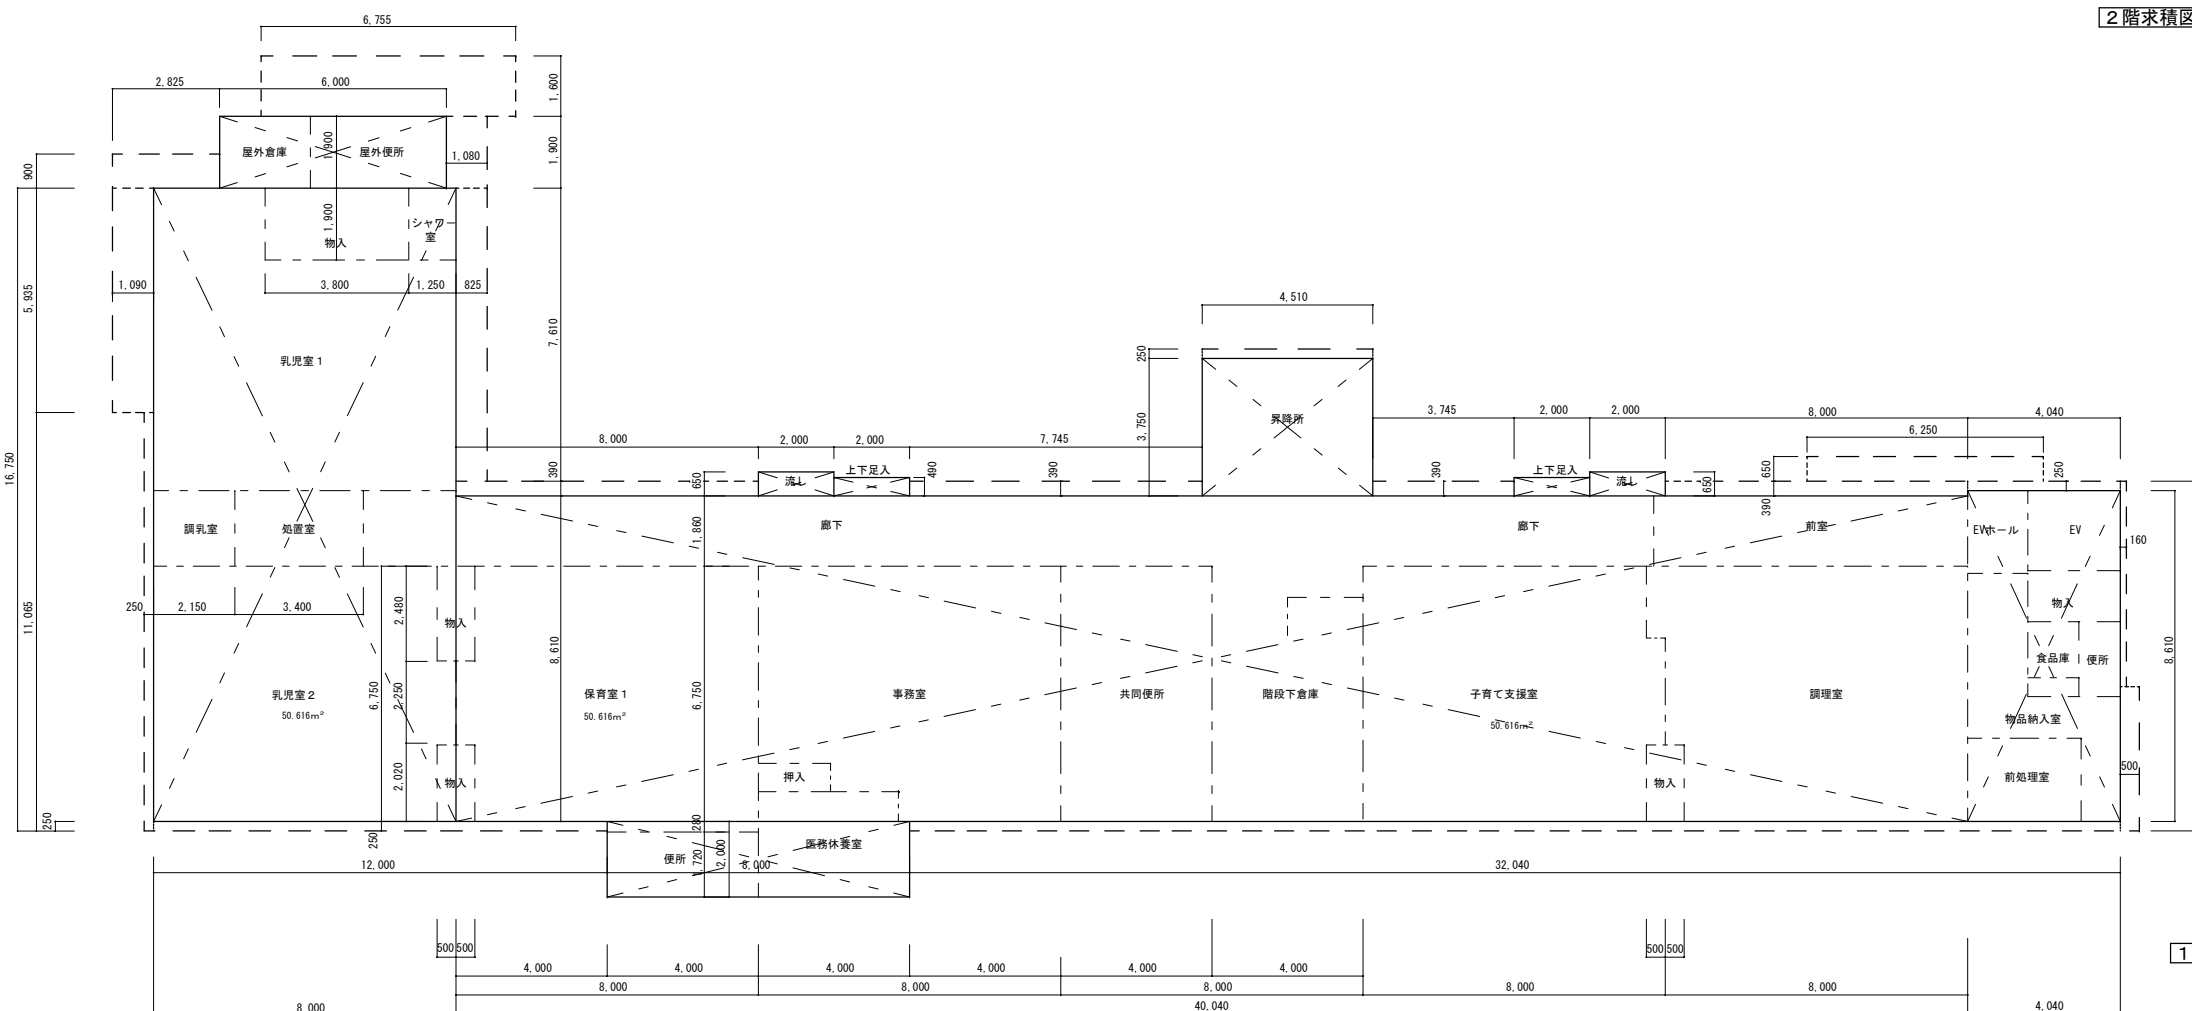 2階求積図
6,755
2,825
6,000
1,600
屋外倉庫
1,900
屋外便所
1,080
1,900
900
1,900
シャワー
室
物入
1,090
3,800
1,250
825
5,935
7,610
乳児室1
16,750
4,510
250
3,750
昇降所
3,745
2,000
2,000
8,000
4,040
6,250
8,000
2,000
2,000
7,745
390
650
流し
上下足入
490
390
390
上下足入
流し
650
650
390
250
調乳室
処置室
1,860
廊下
廊下
前室
EVホール
EV
160
11,065
250
2,150
3,400
2,480
物入
物入
8,610
8,610
食品庫
便所
乳児室2
50.616m²
6,750
2,250
保育室1
50.616m²
6,750
事務室
共同便所
階段下倉庫
子育て支援室
50.616m²
調理室
物品納入室
2,020
物入
押入
物入
前処理室
500
250
250
280
1,720
2,000
便所
医務休養室
12,000
8,000
32,040
500
500
500
500
1
4,000
4,000
4,000
4,000
4,000
4,000
8,000
8,000
8,000
8,000
8,000
8,000
40,040
4,040